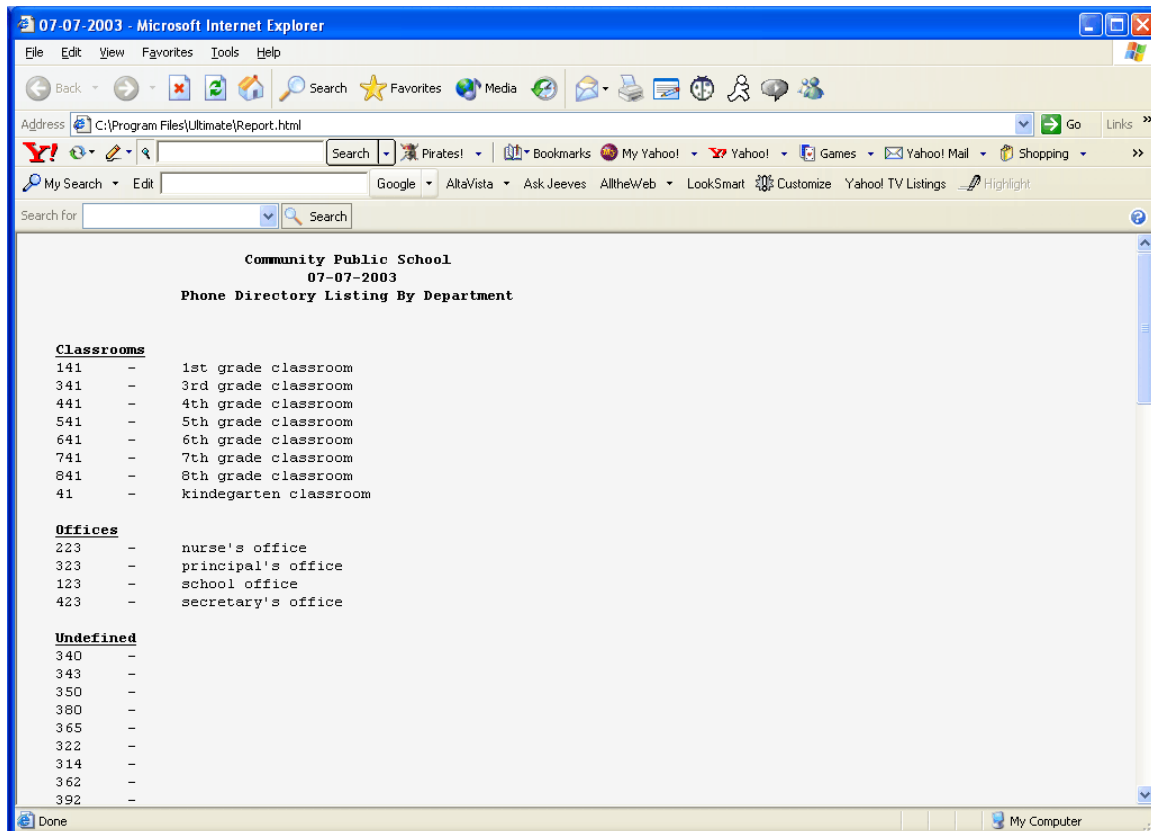 07-07-2003 - Microsoft Internet Explorer
File Edit View Favorites Tools Help
Back Search Favorites Media
Address C:\Program Files\Ultimate\Report.html Go Links »
Y! Search Pirates! Bookmarks My Yahoo! Y? Yahoo! Games Yahoo! Mail Shopping »
My Search Edit Google AltaVista Ask Jeeves AlltheWeb LookSmart Customize Yahoo! TV Listings Highlight
Search for Search
Community Public School
07-07-2003
Phone Directory Listing By Department
Classrooms
141 - 1st grade classroom
341 - 3rd grade classroom
441 - 4th grade classroom
541 - 5th grade classroom
641 - 6th grade classroom
741 - 7th grade classroom
841 - 8th grade classroom
41 - kindegarten classroom
Offices
223 - nurse's office
323 - principal's office
123 - school office
423 - secretary's office
Undefined
340 -
343 -
350 -
380 -
365 -
322 -
314 -
362 -
392 -
Done My Computer